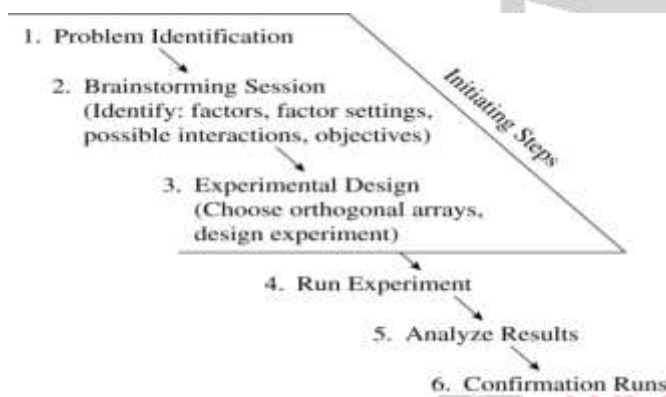 1. Problem Identification
2. Brainstorming Session
(Identify: factors, factor settings,
possible interactions, objectives)
Initiating Steps
3. Experimental Design
(Choose orthogonal arrays,
design experiment)
4. Run Experiment
5. Analyze Results
6. Confirmation Runs